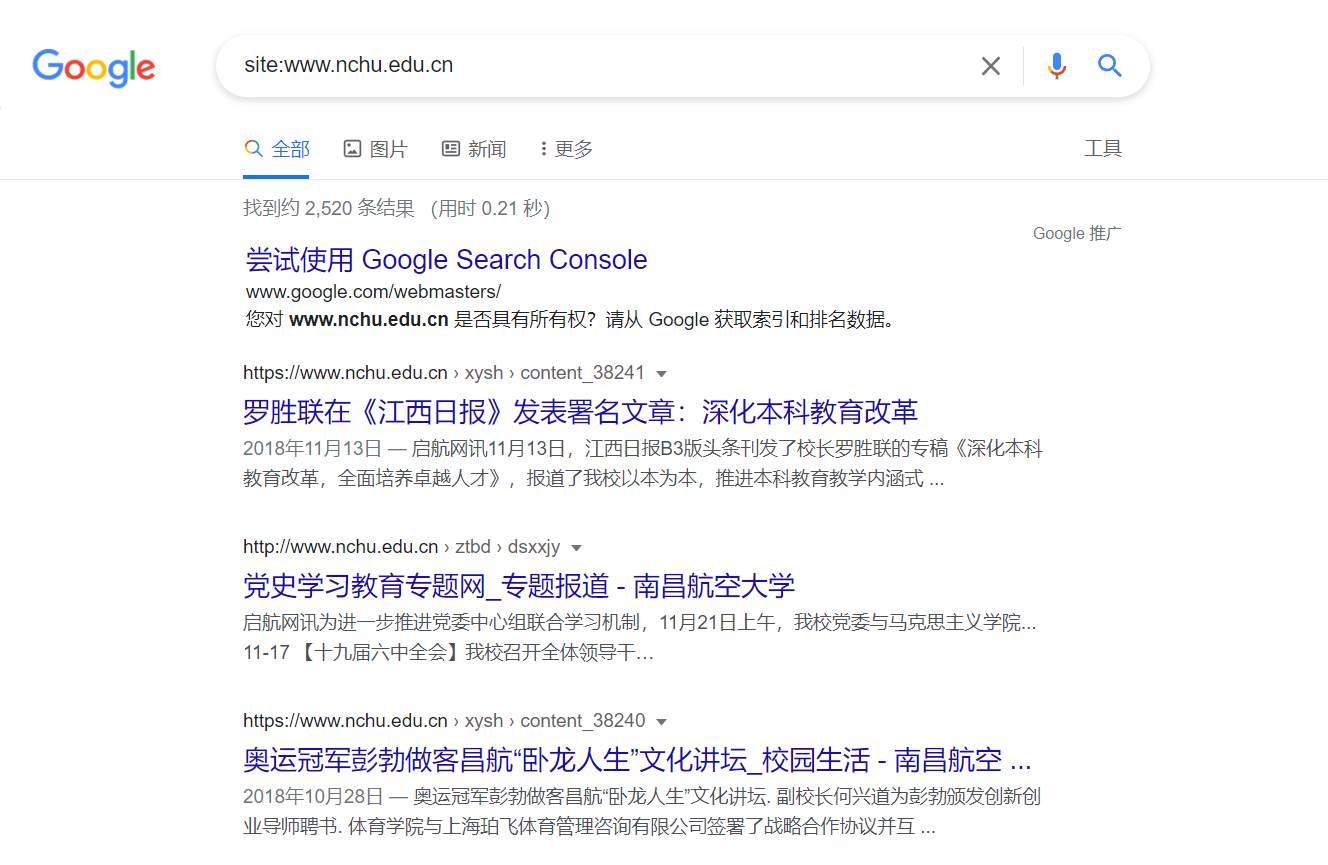 Google
site:www.nchu.edu.cn
全部 图片 新闻 更多 工具
找到约 2,520 条结果 （用时 0.21 秒）
Google 推广
尝试使用 Google Search Console
www.google.com/webmasters/
您对 www.nchu.edu.cn 是否具有所有权？请从 Google 获取索引和排名数据。
https://www.nchu.edu.cn › xysh › content_38241
罗胜联在《江西日报》发表署名文章：深化本科教育改革
2018年11月13日 — 启航网讯11月13日，江西日报B3版头条刊发了校长罗胜联的专稿《深化本科
教育改革，全面培养卓越人才》，报道了我校以本为本，推进本科教育教学内涵式 ...
http://www.nchu.edu.cn › ztbd › dsxxjy
党史学习教育专题网_专题报道 - 南昌航空大学
启航网讯为进一步推进党委中心组联合学习机制，11月21日上午，我校党委与马克思主义学院...
11-17 【十九届六中全会】我校召开全体领导干…
https://www.nchu.edu.cn › xysh › content_38240
奥运冠军彭勃做客昌航“卧龙人生”文化讲坛_校园生活 - 南昌航空 ...
2018年10月28日 — 奥运冠军彭勃做客昌航“卧龙人生”文化讲坛. 副校长何兴道为彭勃颁发创新创
业导师聘书. 体育学院与上海珀飞体育管理咨询有限公司签署了战略合作协议并互 ...